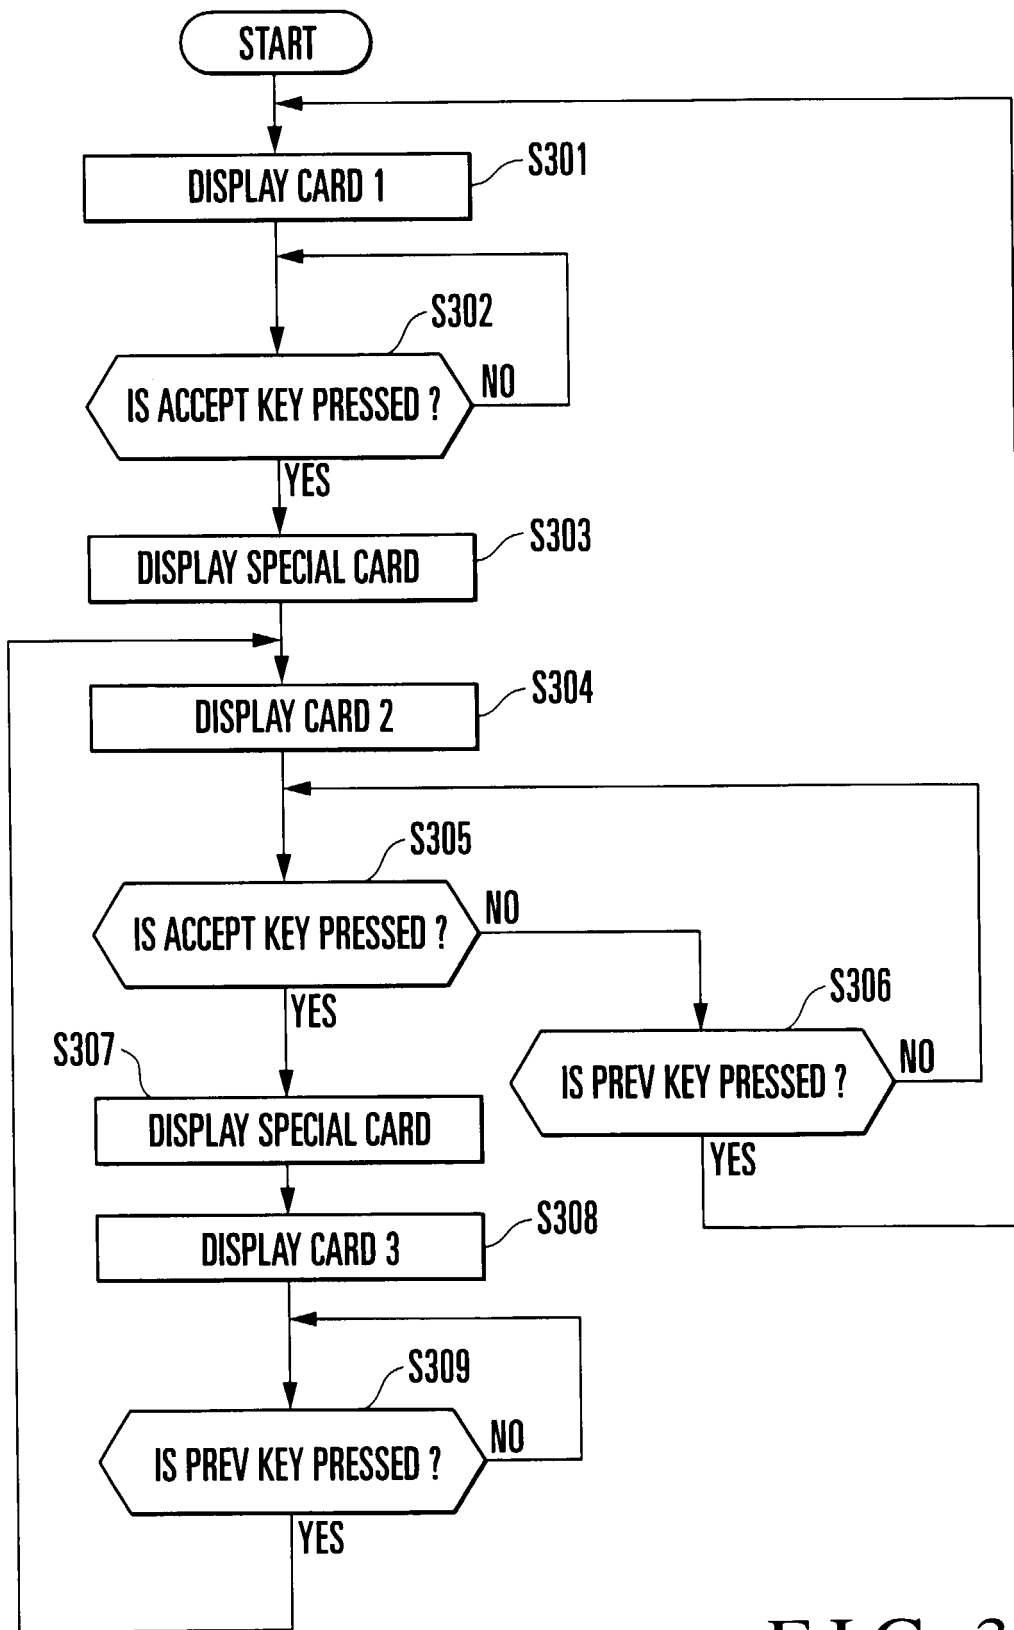 START
DISPLAY CARD 1
S301
S302
IS ACCEPT KEY PRESSED ?
NO
YES
S303
DISPLAY SPECIAL CARD
S304
DISPLAY CARD 2
S305
IS ACCEPT KEY PRESSED ?
NO
YES
S306
IS PREV KEY PRESSED ?
NO
YES
S307
DISPLAY SPECIAL CARD
S308
DISPLAY CARD 3
S309
IS PREV KEY PRESSED ?
NO
YES
FIG. 3